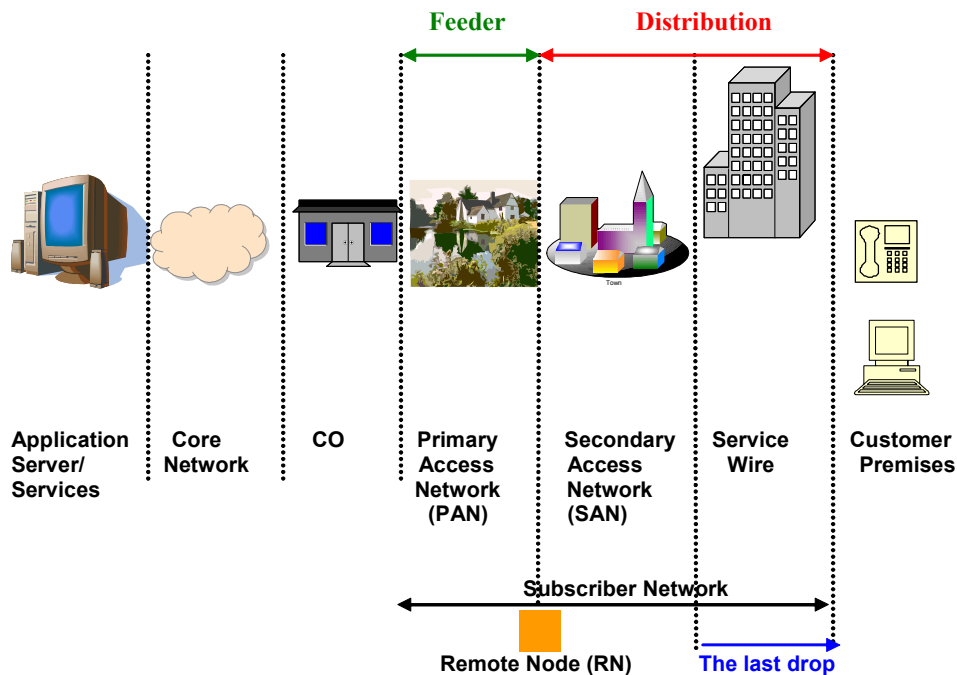 Feeder
Distribution
Town
Application
Server/
Services
Core
Network
CO
Primary
Access
Network
(PAN)
Secondary
Access
Network
(SAN)
Service
Wire
Customer
Premises
Subscriber Network
Remote Node (RN)
The last drop